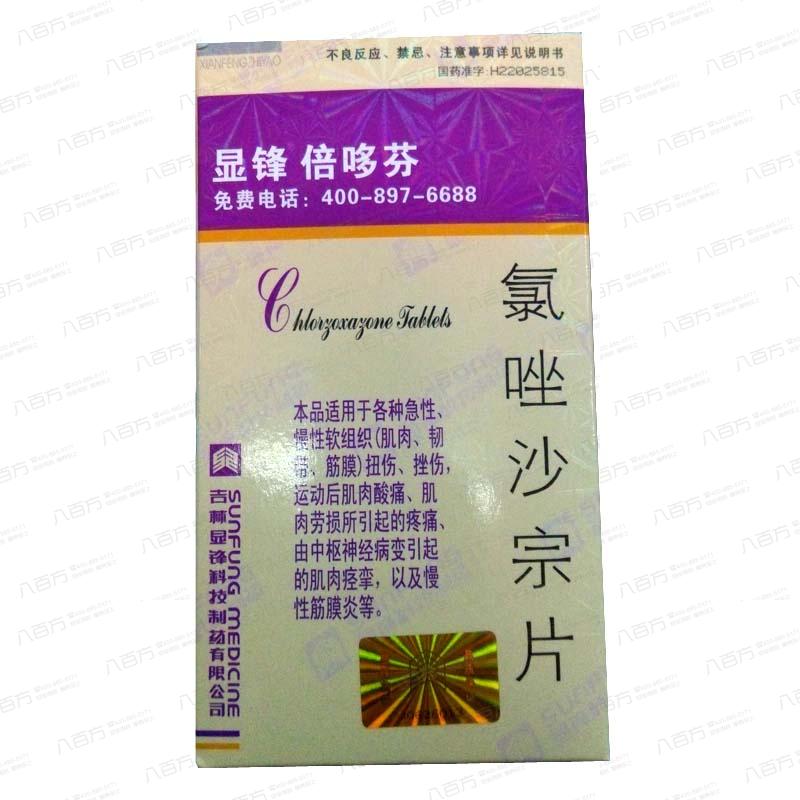 XIANFENGZHIYAO
不良反应、禁忌、注意事项详见说明书
国药准字:H22025815
显锋 倍哆芬
免费电话：400-897-6688
Chlorzoxazone Tablets
氯唑沙宗片
本品适用于各种急性、
慢性软组织(肌肉、韧
带、筋膜)扭伤、挫伤,
运动后肌肉酸痛、肌
肉劳损所引起的疼痛、
由中枢神经病变引起
的肌肉痉挛，以及慢
性筋膜炎等。
SUNFUNG MEDICINE
吉林显锋科技制药有限公司
八百方